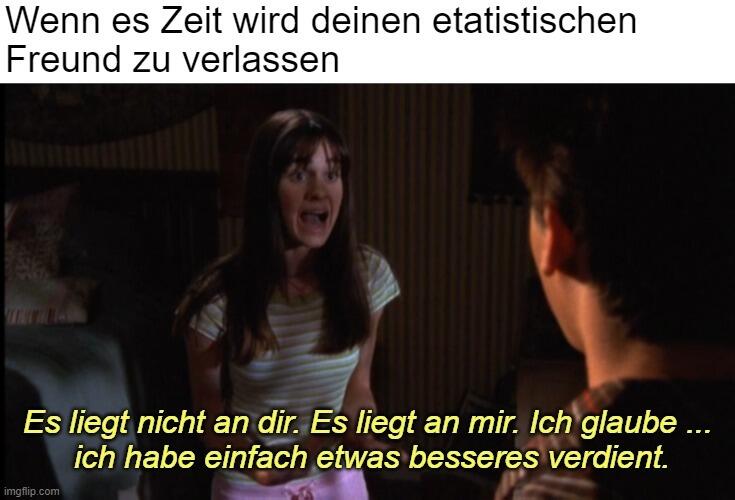 Wenn es Zeit wird deinen etatistischen
Freund zu verlassen
Es liegt nicht an dir. Es liegt an mir. Ich glaube ...
ich habe einfach etwas besseres verdient.
imgflip.com